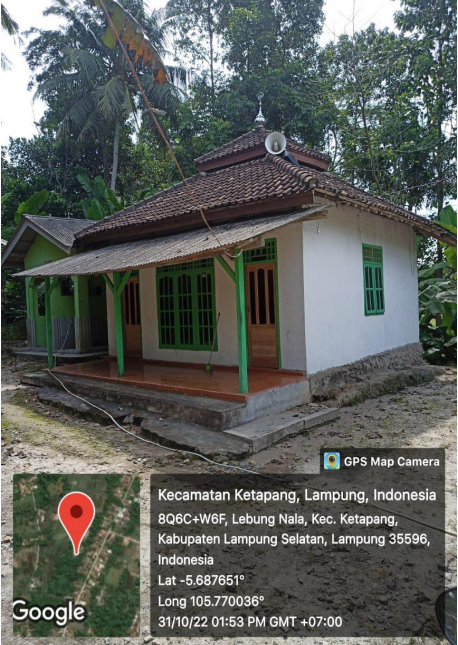 GPS Map Camera
Kecamatan Ketapang, Lampung, Indonesia
8Q6C+W6F, Lebung Nala, Kec. Ketapang,
Kabupaten Lampung Selatan, Lampung 35596,
Indonesia
Lat -5.687651°
Long 105.770036°
31/10/22 01:53 PM GMT +07:00
Google